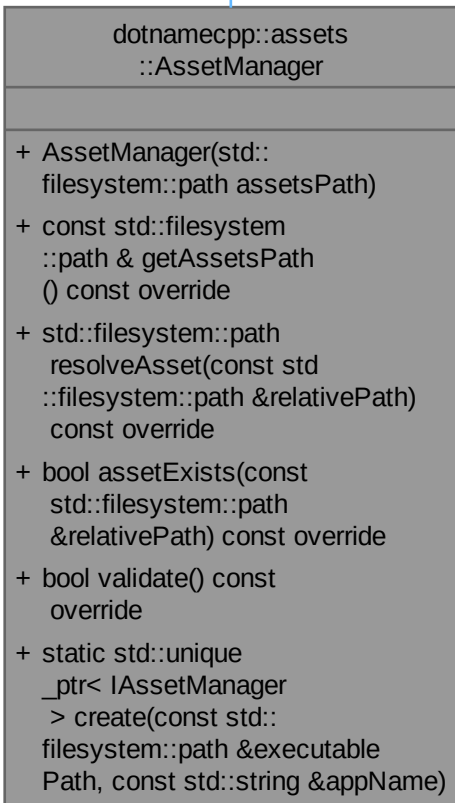 dotnamecpp::assets
::AssetManager
+ AssetManager(std::
filesystem::path assetsPath)
+ const std::filesystem
::path & getAssetsPath
() const override
+ std::filesystem::path
resolveAsset(const std
::filesystem::path &relativePath)
const override
+ bool assetExists(const
std::filesystem::path
&relativePath) const override
+ bool validate() const
override
+ static std::unique
_ptr< IAssetManager
> create(const std::
filesystem::path &executable
Path, const std::string &appName)